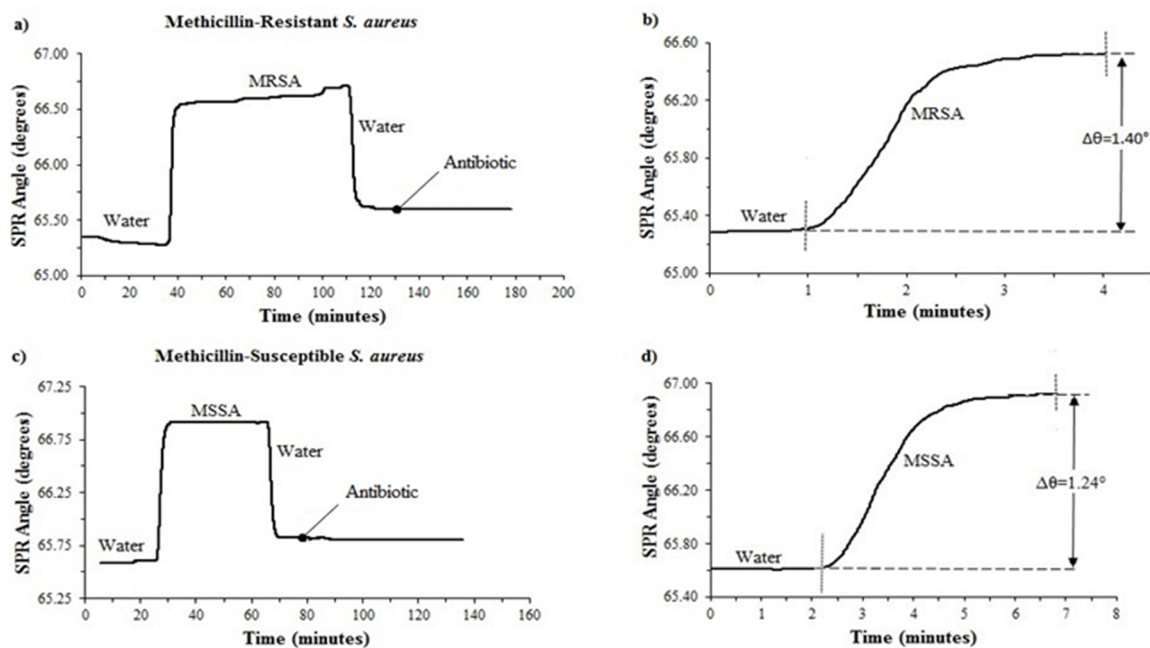 a)
Methicillin-Resistant S. aureus
SPR Angle (degrees)
67.00
66.50
66.00
65.50
65.00
Water
MRSA
Water
Antibiotic
0 20 40 60 80 100 120 140 160 180 200
Time (minutes)
b)
SPR Angle (degrees)
66.60
66.20
65.80
65.40
65.00
Water
MRSA
Δθ=1.40°
0 1 2 3 4
Time (minutes)
c)
Methicillin-Susceptible S. aureus
SPR Angle (degrees)
67.25
66.75
66.25
65.75
65.25
Water
MSSA
Water
Antibiotic
0 20 40 60 80 100 120 140 160
Time (minutes)
d)
SPR Angle (degrees)
67.00
66.60
66.20
65.80
65.40
Water
MSSA
Δθ=1.24°
0 1 2 3 4 5 6 7 8
Time (minutes)